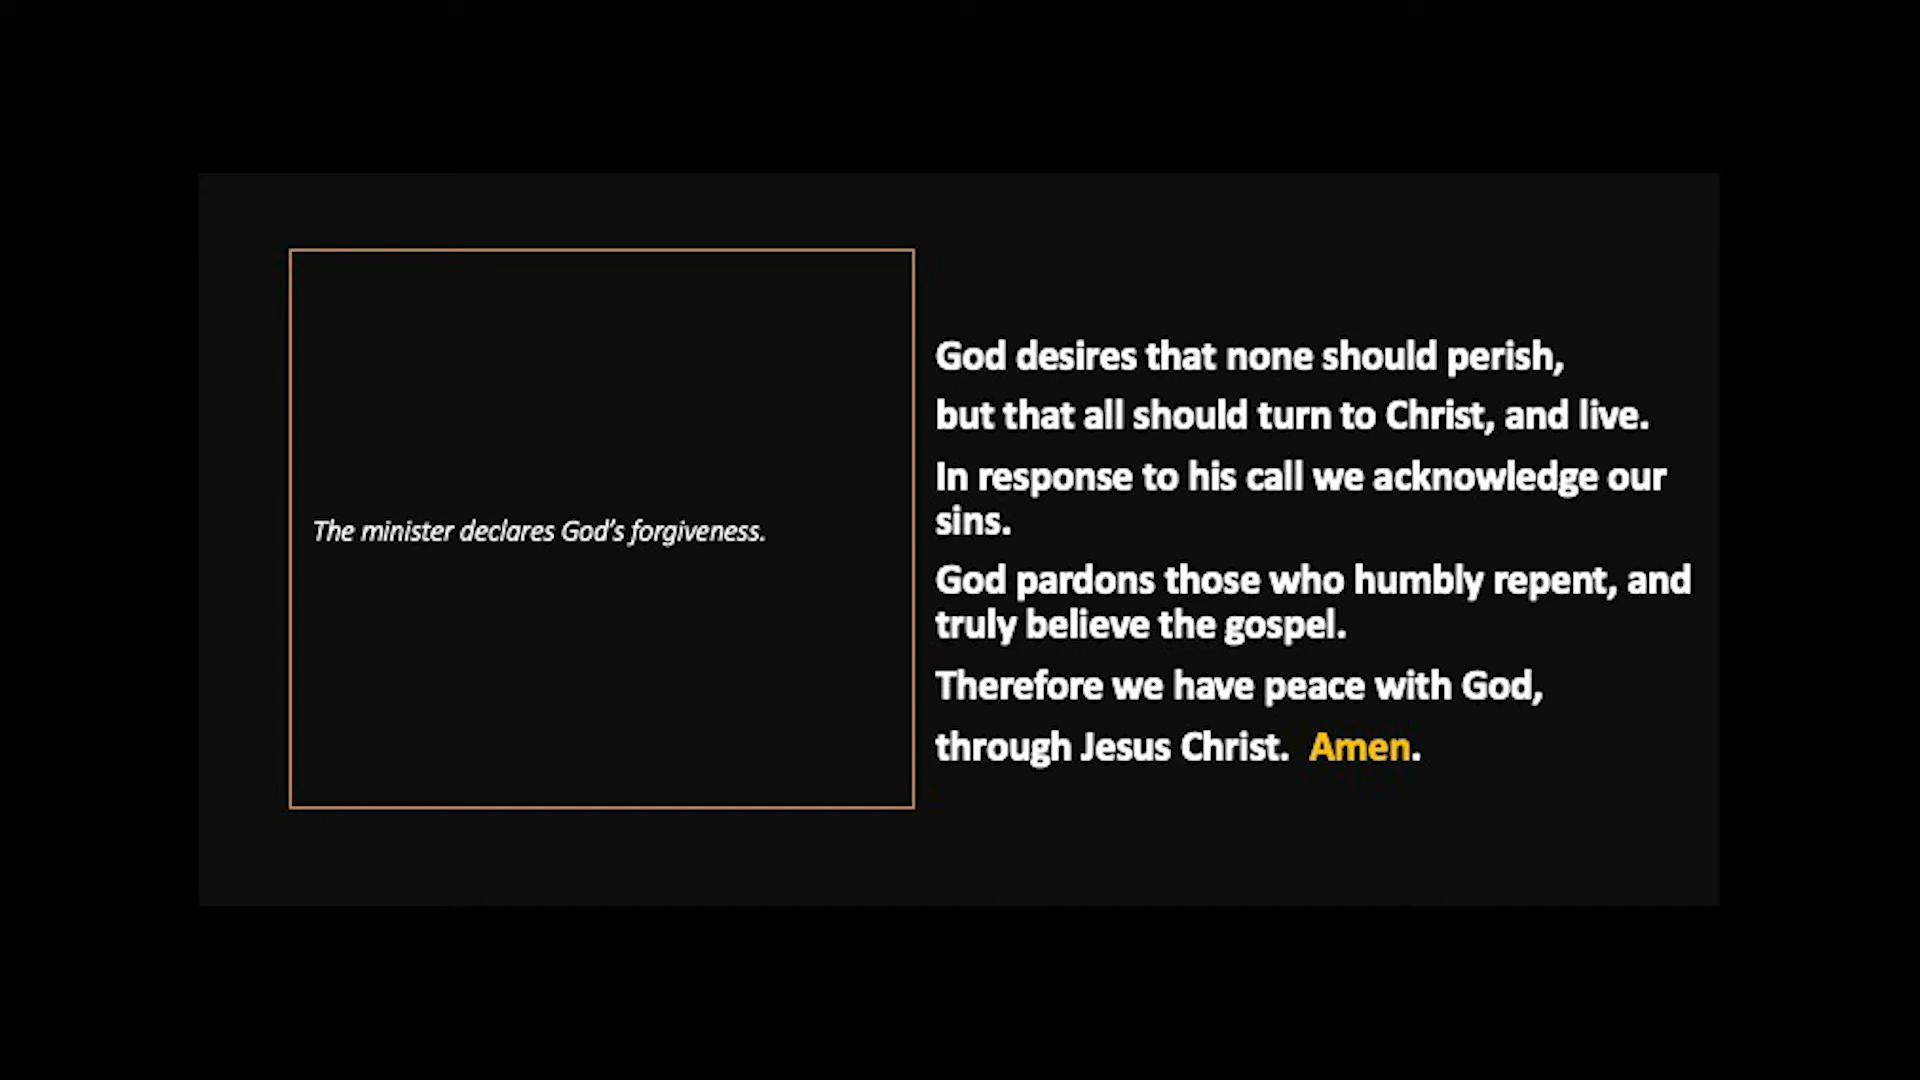 The minister declares God's forgiveness.
God desires that none should perish,
but that all should turn to Christ, and live.
In response to his call we acknowledge our
sins.
God pardons those who humbly repent, and
truly believe the gospel.
Therefore we have peace with God,
through Jesus Christ.  Amen.